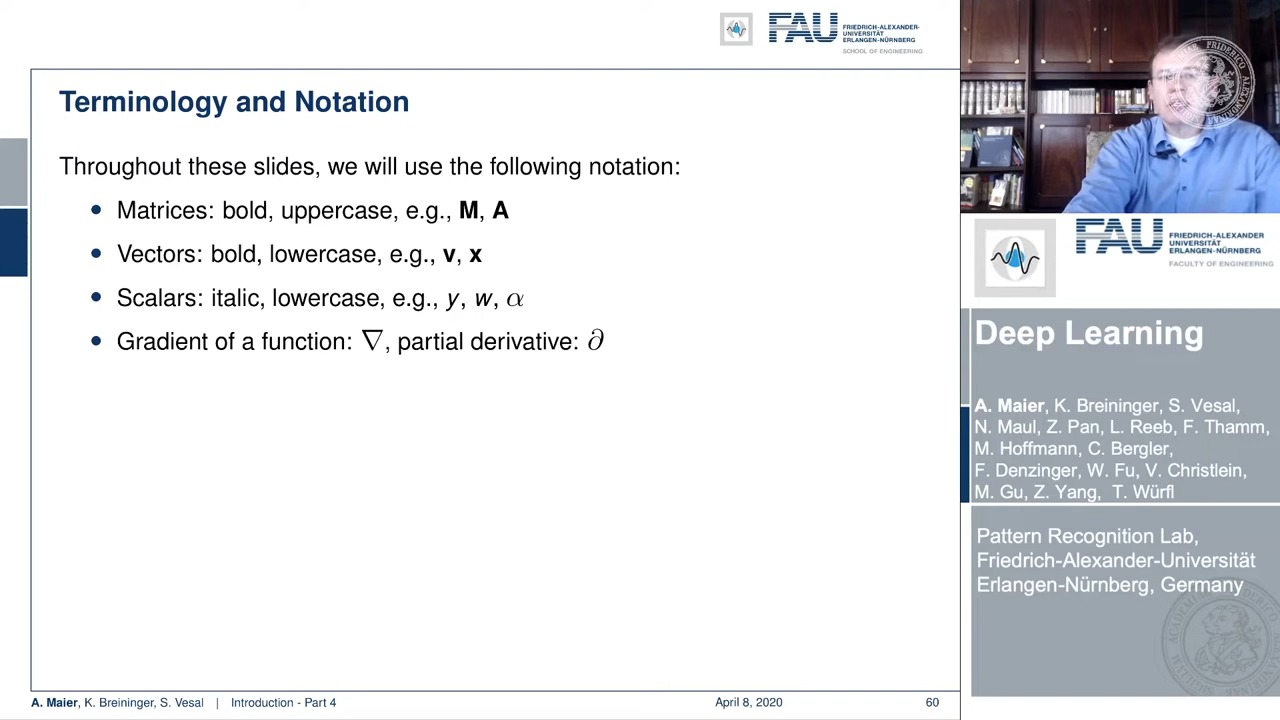 FAU
FRIEDRICH-ALEXANDER-
UNIVERSITÄT
ERLANGEN-NÜRNBERG
SCHOOL OF ENGINEERING
Terminology and Notation
Throughout these slides, we will use the following notation:
• Matrices: bold, uppercase, e.g., M, A
• Vectors: bold, lowercase, e.g., v, x
• Scalars: italic, lowercase, e.g., y, w, α
• Gradient of a function: ∇, partial derivative: ∂
A. Maier, K. Breininger, S. Vesal | Introduction - Part 4
April 8, 2020
60
FAU
FRIEDRICH-ALEXANDER
UNIVERSITÄT
ERLANGEN-NÜRNBERG
FACULTY OF ENGINEERING
Deep Learning
A. Maier, K. Breininger, S. Vesal,
N. Maul, Z. Pan, L. Reeb, F. Thamm,
M. Hoffmann, C. Bergler,
F. Denzinger, W. Fu, V. Christlein,
M. Gu, Z. Yang, T. Würfl
Pattern Recognition Lab,
Friedrich-Alexander-Universität
Erlangen-Nürnberg, Germany